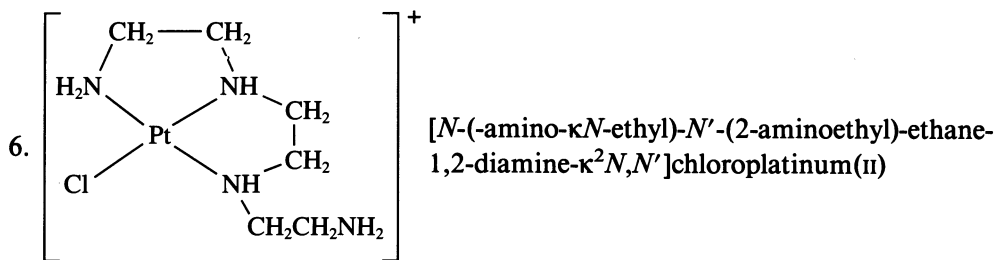 +
CH₂—CH₂
H₂N NH
CH₂
6. Pt
CH₂
Cl NH
CH₂CH₂NH₂
[N-(-amino-κN-ethyl)-N′-(2-aminoethyl)-ethane-
1,2-diamine-κ²N,N′]chloroplatinum(II)